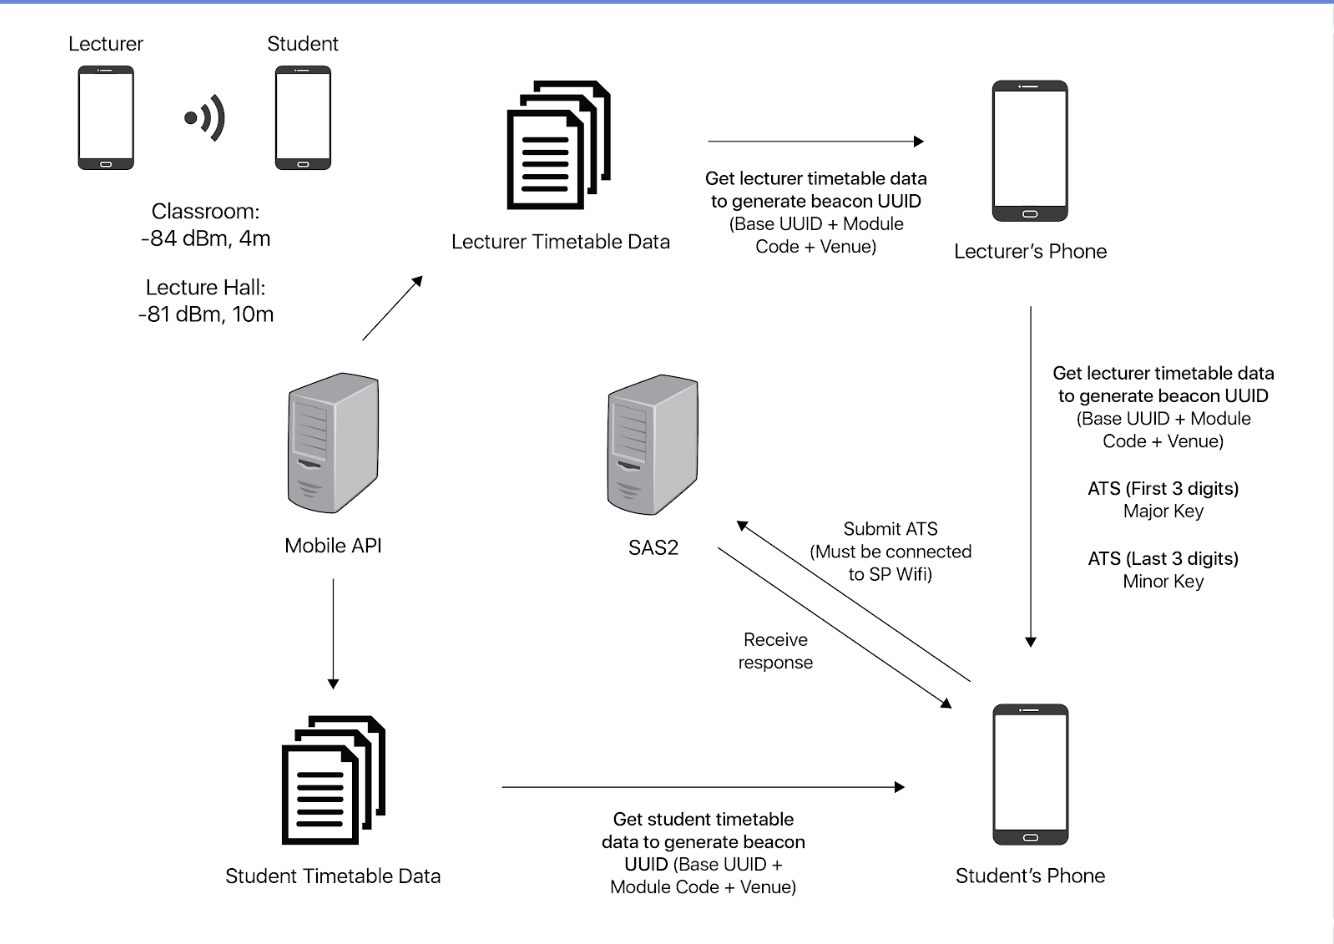 Lecturer
Student
Classroom:
-84 dBm, 4m
Lecture Hall:
-81 dBm, 10m
Lecturer Timetable Data
Get lecturer timetable data
to generate beacon UUID
(Base UUID + Module
Code + Venue)
Lecturer's Phone
Get lecturer timetable data
to generate beacon UUID
(Base UUID + Module
Code + Venue)
ATS (First 3 digits)
Major Key
ATS (Last 3 digits)
Minor Key
Mobile API
SAS2
Submit ATS
(Must be connected
to SP Wifi)
Receive
response
Student Timetable Data
Get student timetable
data to generate beacon
UUID (Base UUID +
Module Code + Venue)
Student's Phone